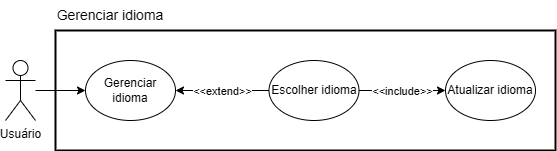 Gerenciar idioma
Gerenciar
idioma
<<extend>>
Escolher idioma
<<include>>
Atualizar idioma
Usuário